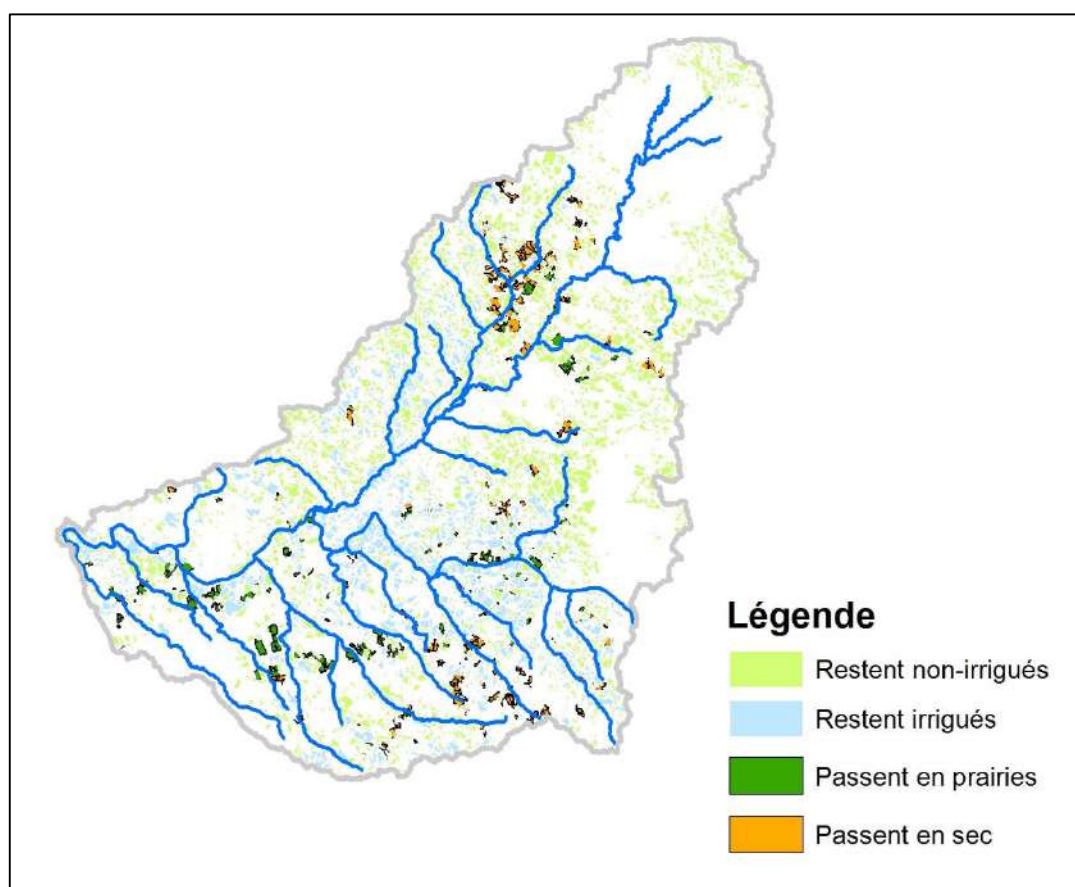 Légende
Restent non-irrigués
Restent irrigués
Passent en prairies
Passent en sec